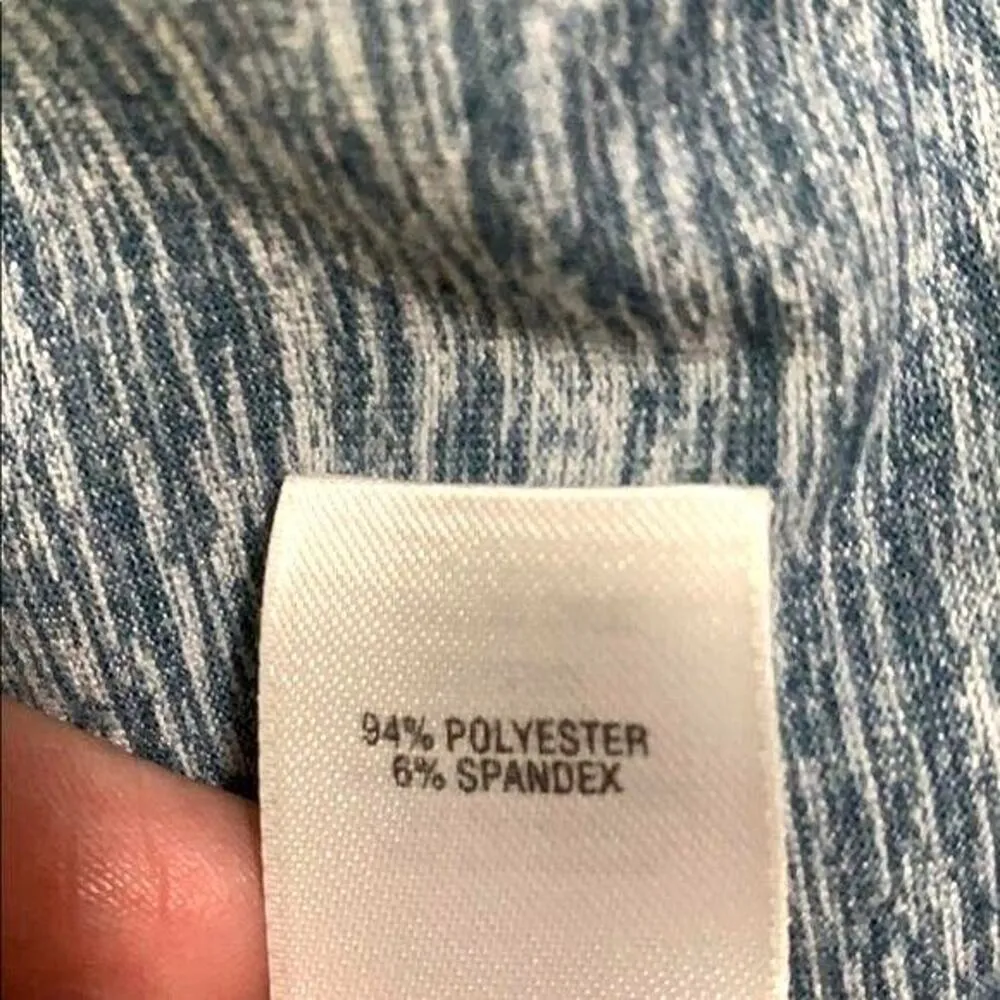 94% POLYESTER
6% SPANDEX